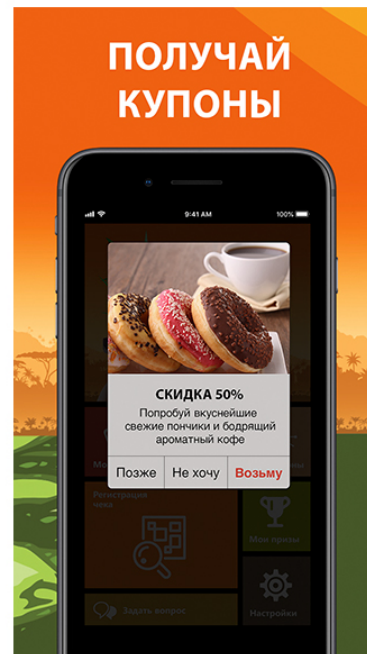 ПОЛУЧАЙ
КУПОНЫ
9:41 AM
100%
СКИДКА 50%
Попробуй вкуснейшие
свежие пончики и бодрящий
ароматный кофе
Позже
Не хочу
Возьму
Регистрация
чека
Мои призы
Задать вопрос
Настройки